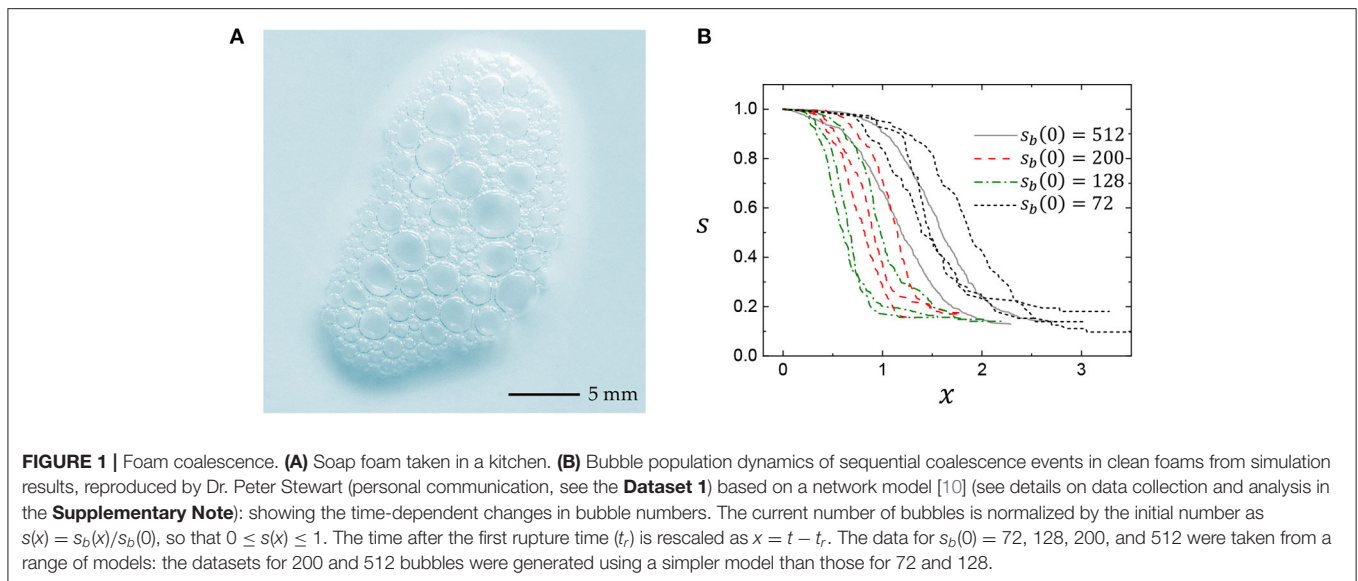 A
B
5 mm
1.0
0.8
0.6
0.4
0.2
0.0
s
0
1
2
3
x
s_b(0) = 512
s_b(0) = 200
s_b(0) = 128
s_b(0) = 72
FIGURE 1 | Foam coalescence. (A) Soap foam taken in a kitchen. (B) Bubble population dynamics of sequential coalescence events in clean foams from simulation
results, reproduced by Dr. Peter Stewart (personal communication, see the Dataset 1) based on a network model [10] (see details on data collection and analysis in
the Supplementary Note): showing the time-dependent changes in bubble numbers. The current number of bubbles is normalized by the initial number as
s(x) = s_b(x)/s_b(0), so that 0 ≤ s(x) ≤ 1. The time after the first rupture time (t_r) is rescaled as x = t − t_r. The data for s_b(0) = 72, 128, 200, and 512 were taken from a
range of models: the datasets for 200 and 512 bubbles were generated using a simpler model than those for 72 and 128.